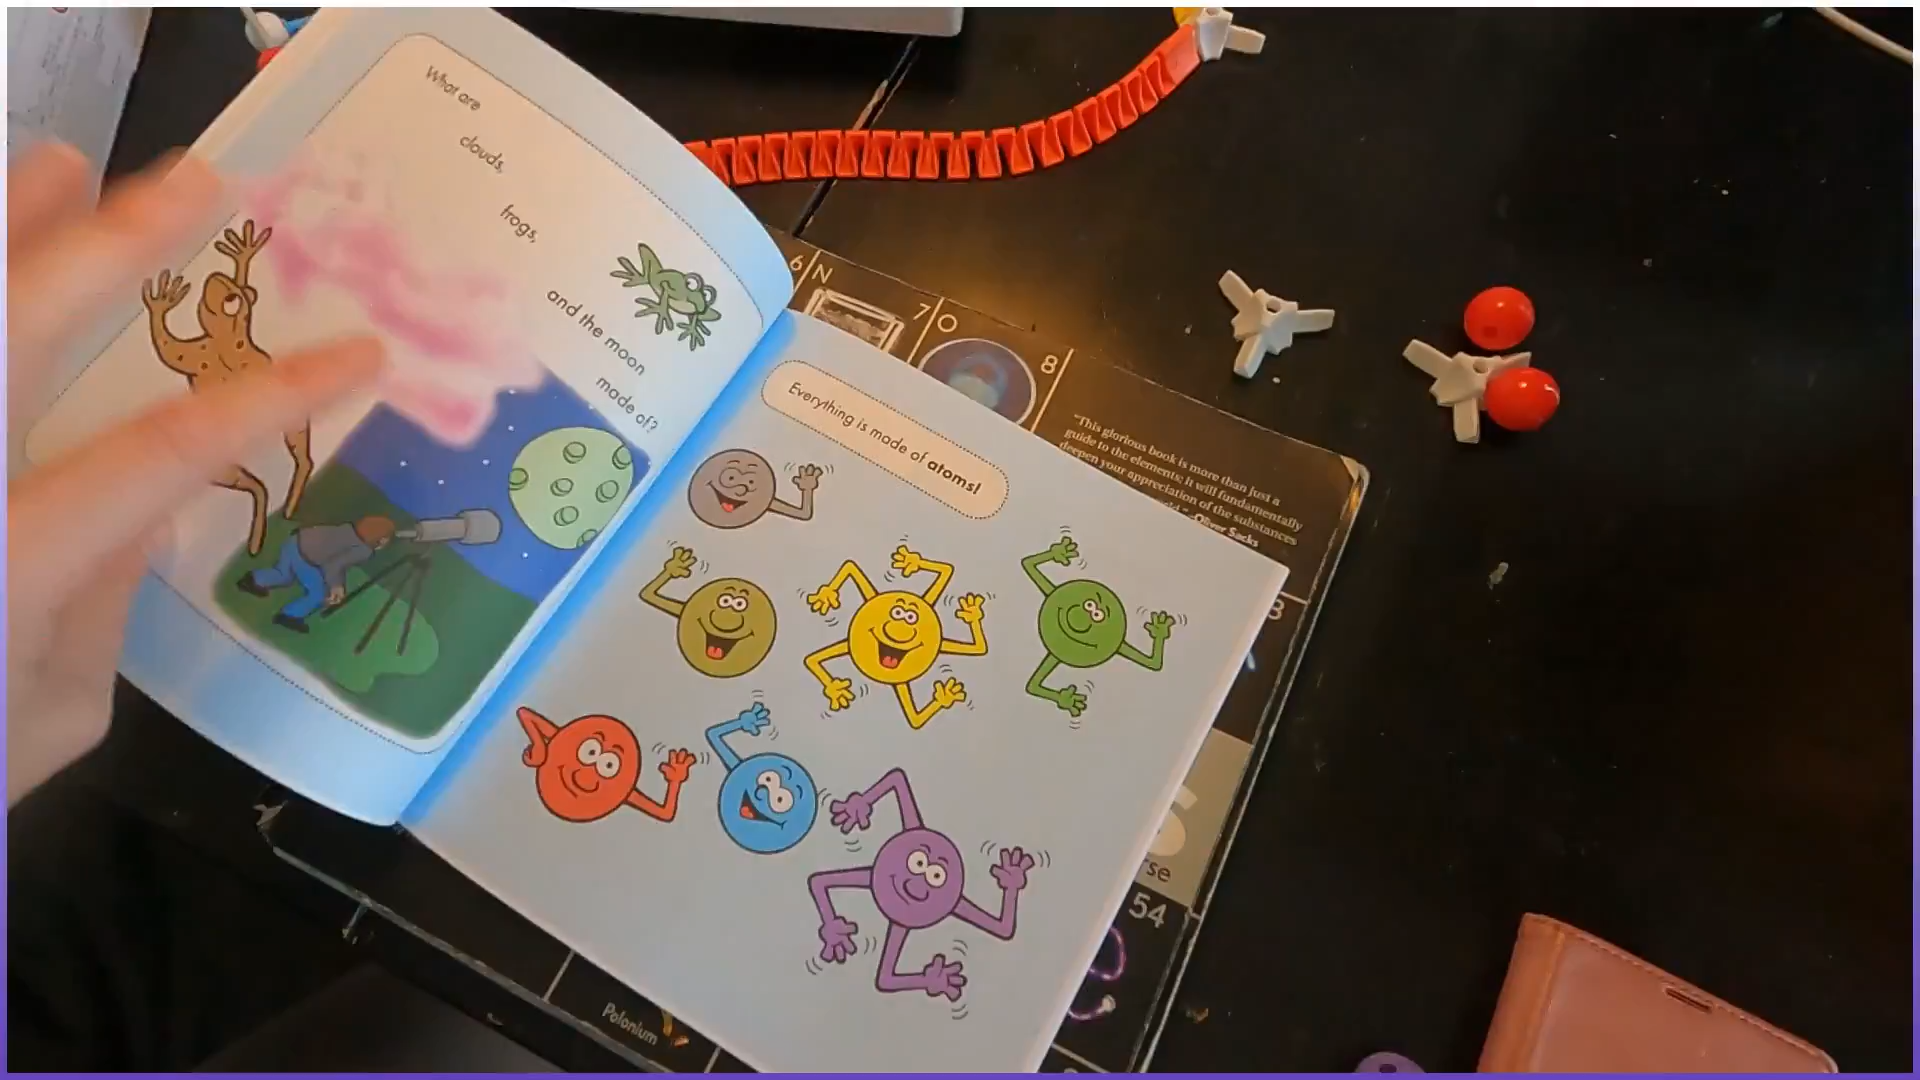 What are
clouds,
frogs,
and the moon
made of?
Everything is made of atoms!
6 N
7 O
8
"This glorious book is more than just a
guide to the elements; it will fundamentally
deepen your appreciation of the substances
Oliver Sacks
se
54
Polonium